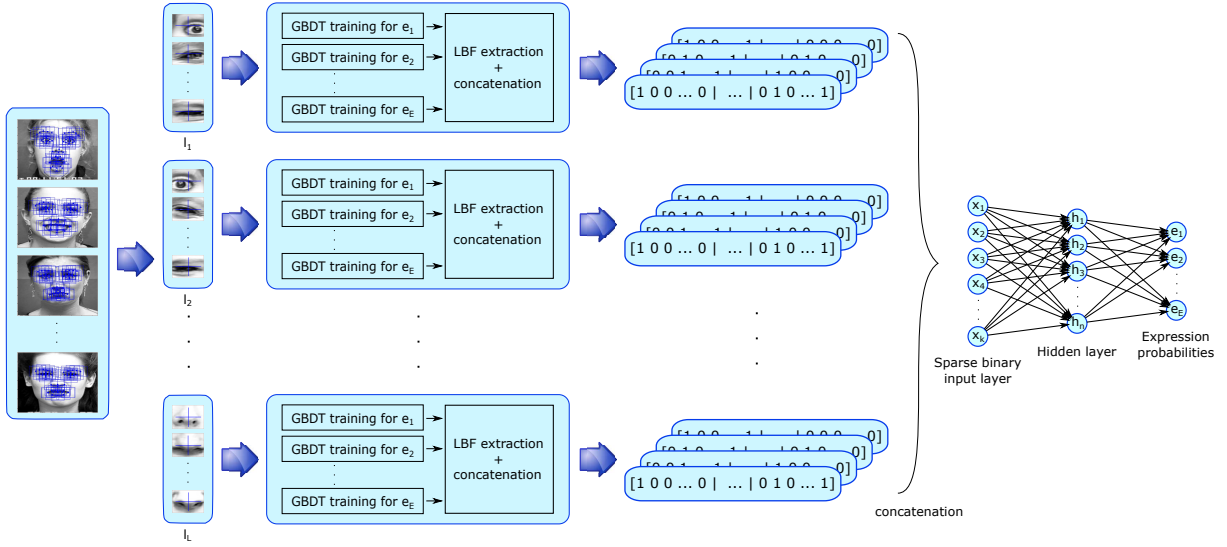 GBDT training for e1
GBDT training for e2
GBDT training for eE
LBF extraction
+
concatenation
[1 0 0 ... 0 | ... | 0 1 0 ... 1]
l1
GBDT training for e1
GBDT training for e2
GBDT training for eE
LBF extraction
+
concatenation
[1 0 0 ... 0 | ... | 0 1 0 ... 1]
l2
GBDT training for e1
GBDT training for e2
GBDT training for eE
LBF extraction
+
concatenation
[1 0 0 ... 0 | ... | 0 1 0 ... 1]
lL
concatenation
x1
x2
x3
x4
xk
Sparse binary
input layer
h1
h2
h3
hn
Hidden layer
e1
e2
eE
Expression
probabilities